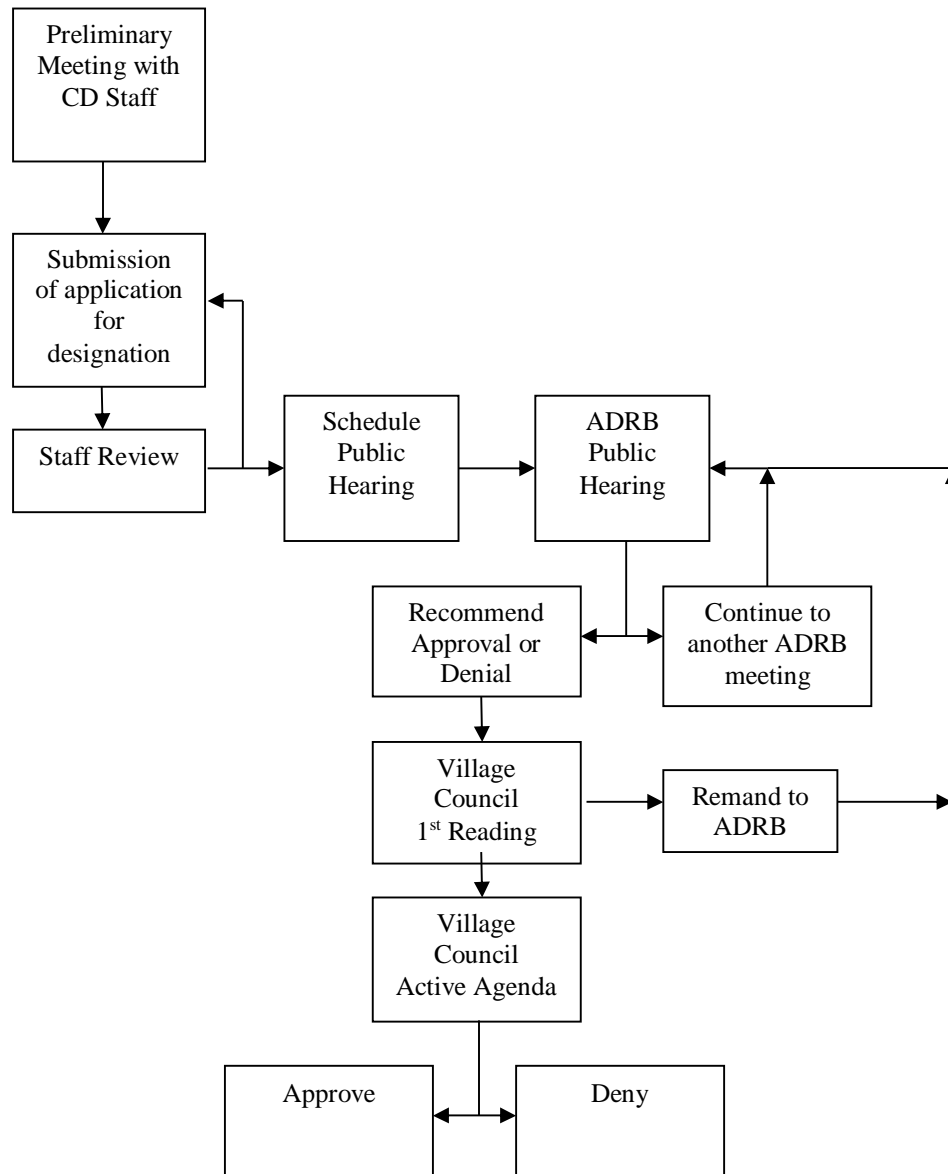 Preliminary
Meeting with
CD Staff
Submission
of application
for
designation
Staff Review
Schedule
Public
Hearing
ADRB
Public
Hearing
Recommend
Approval or
Denial
Continue to
another ADRB
meeting
Village
Council
1st Reading
Remand to
ADRB
Village
Council
Active Agenda
Approve
Deny